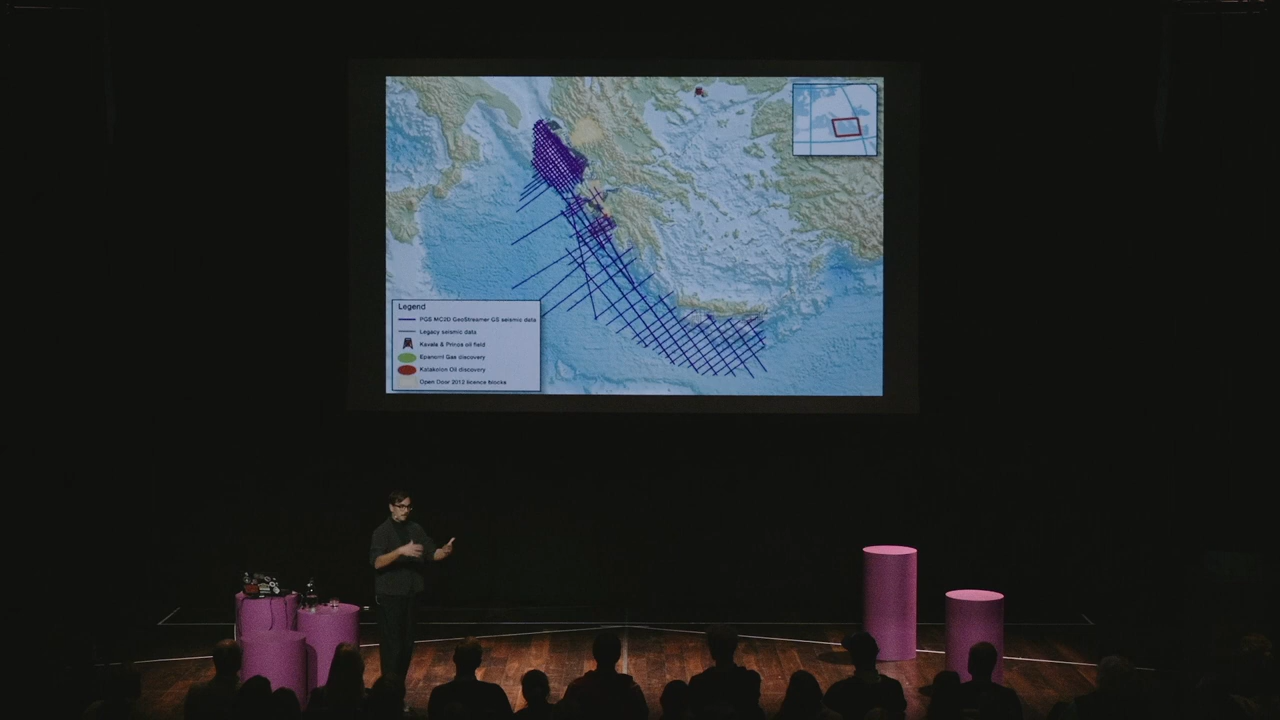 Legend
PGS MC2D GeoStreamer GS seismic data
Legacy seismic data
Kavala & Prinos oil field
Epanomi Gas discovery
Katakolon Oil discovery
Open Door 2012 licence blocks